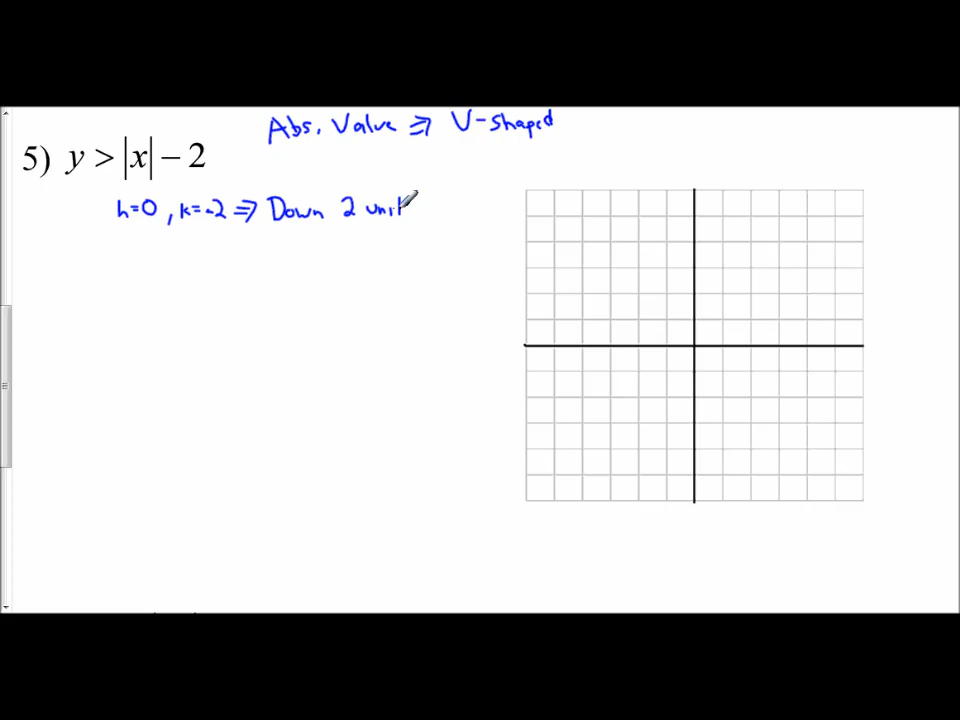 Abs. Value ⇒ V-shaped
5) y > |x| − 2
h=0, k=-2 ⇒ Down 2 unit